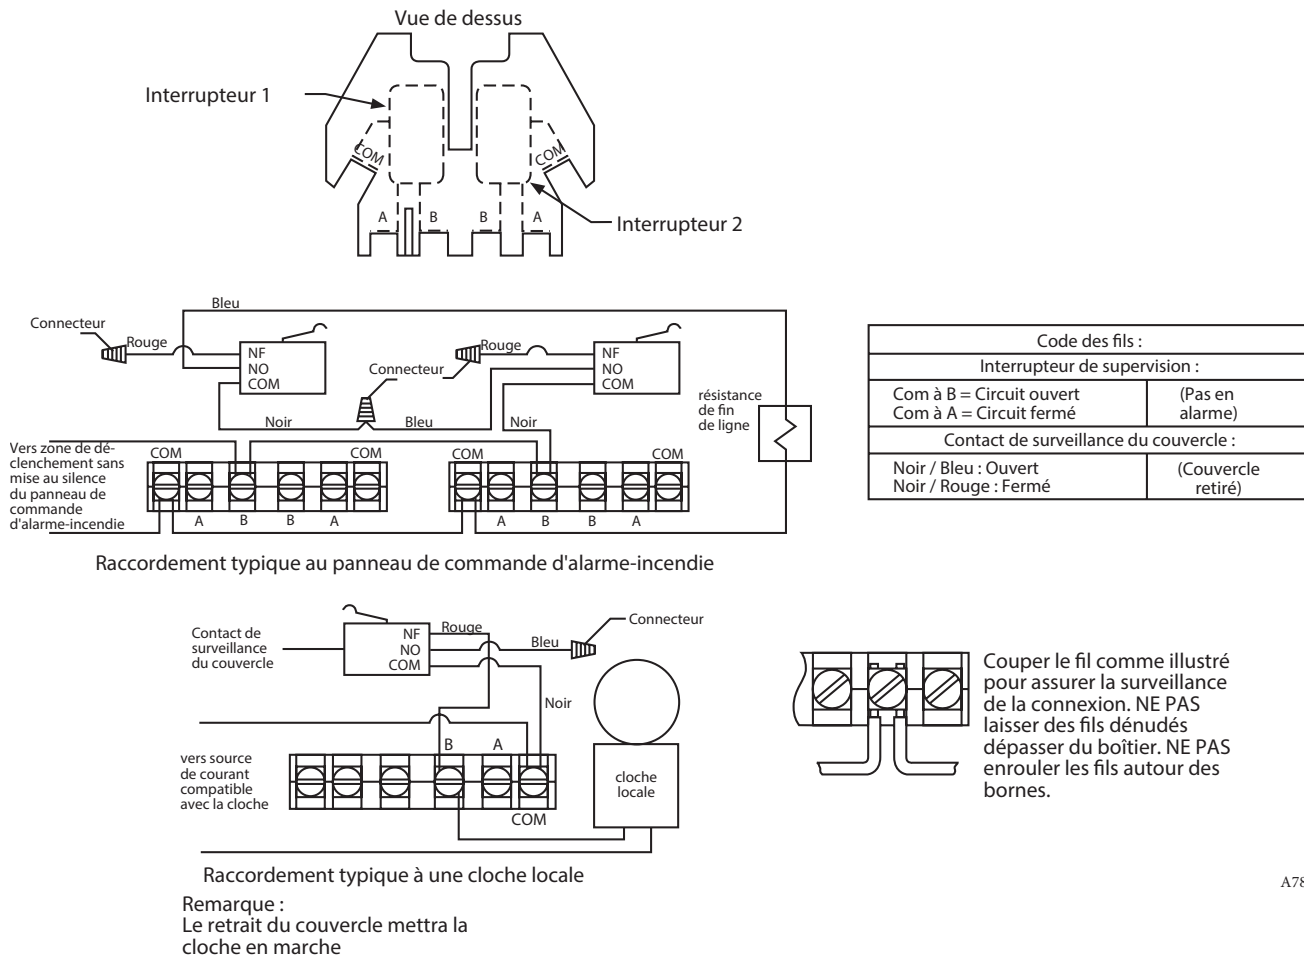 Vue de dessus
Interrupteur 1
COM
COM
A
B
B
A
Interrupteur 2
Bleu
Connecteur
Rouge
NF
NO
COM
Connecteur
Rouge
NF
NO
COM
Noir
Bleu
Noir
résistance
de fin
de ligne
Vers zone de dé-
clenchement sans
mise au silence
du panneau de
commande
d'alarme-incendie
COM
COM
COM
COM
A
B
B
A
A
B
B
A
Raccordement typique au panneau de commande d'alarme-incendie
Code des fils :
Interrupteur de supervision :
Com à B = Circuit ouvert
Com à A = Circuit fermé
(Pas en
alarme)
Contact de surveillance du couvercle :
Noir / Bleu : Ouvert
Noir / Rouge : Fermé
(Couvercle
retiré)
Contact de
surveillance
du couvercle
NF
NO
COM
Rouge
Bleu
Connecteur
Noir
vers source
de courant
compatible
avec la cloche
B
A
COM
cloche
locale
Raccordement typique à une cloche locale
Remarque :
Le retrait du couvercle mettra la
cloche en marche
Couper le fil comme illustré
pour assurer la surveillance
de la connexion. NE PAS
laisser des fils dénudés
dépasser du boîtier. NE PAS
enrouler les fils autour des
bornes.
A78